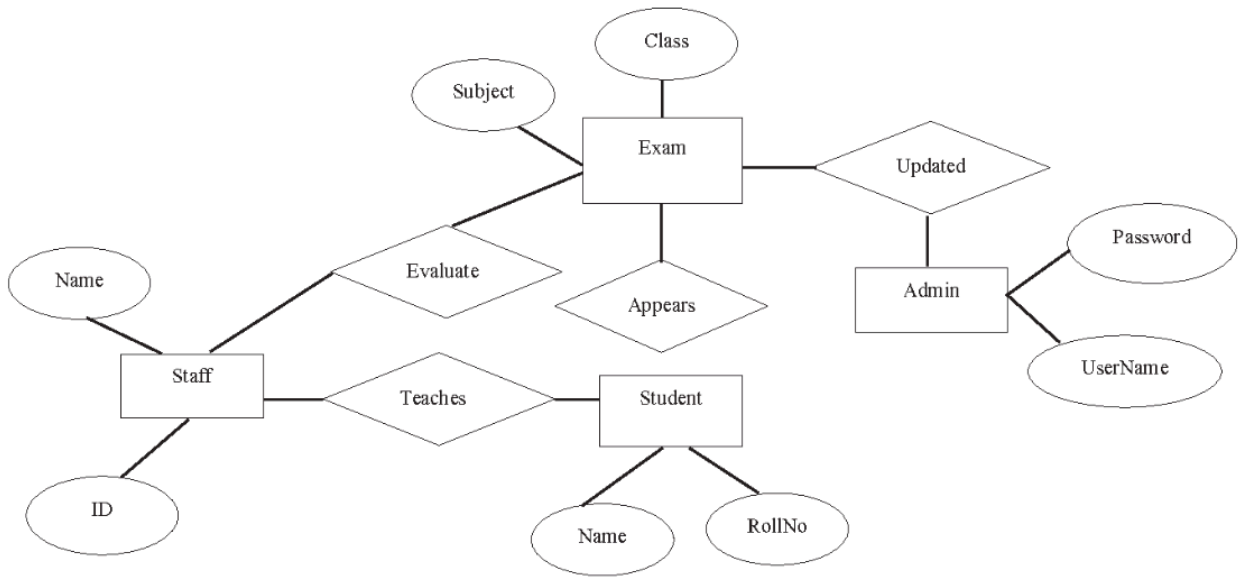 Class
Subject
Exam
Updated
Password
Evaluate
Name
Admin
Appears
UserName
Staff
Teaches
Student
ID
RollNo
Name